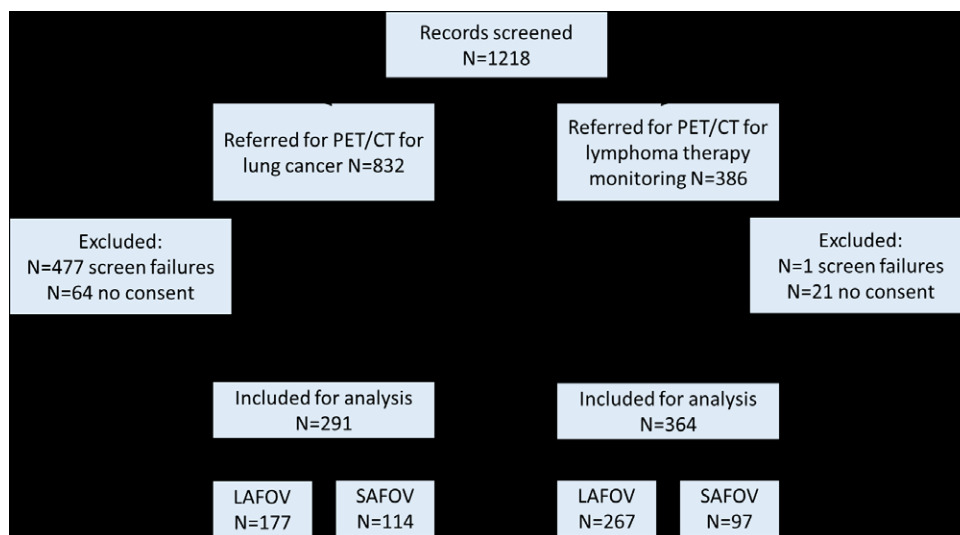 Records screened
N=1218
Referred for PET/CT for
lung cancer N=832
Referred for PET/CT for
lymphoma therapy
monitoring N=386
Excluded:
N=477 screen failures
N=64 no consent
Excluded:
N=1 screen failures
N=21 no consent
Included for analysis
N=291
Included for analysis
N=364
LAFOV
N=177
SAFOV
N=114
LAFOV
N=267
SAFOV
N=97